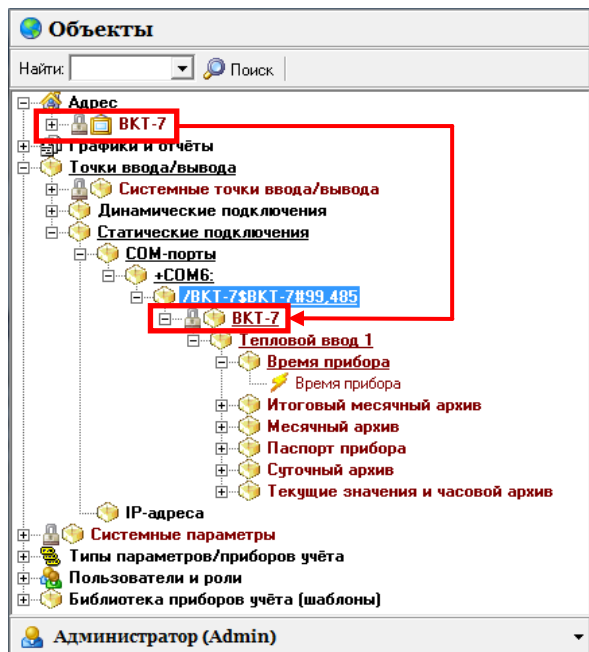 Объекты
Найти: Поиск
Адрес
ВКТ-7
Графики и отчёты
Точки ввода/вывода
Системные точки ввода/вывода
Динамические подключения
Статические подключения
COM-порты
+COM6:
/ВКТ-7$ВКТ-7#99,485
ВКТ-7
Тепловой ввод 1
Время прибора
Время прибора
Итоговый месячный архив
Месячный архив
Паспорт прибора
Суточный архив
Текущие значения и часовой архив
IP-адреса
Системные параметры
Типы параметров/приборов учёта
Пользователи и роли
Библиотека приборов учёта (шаблоны)
Администратор (Admin)